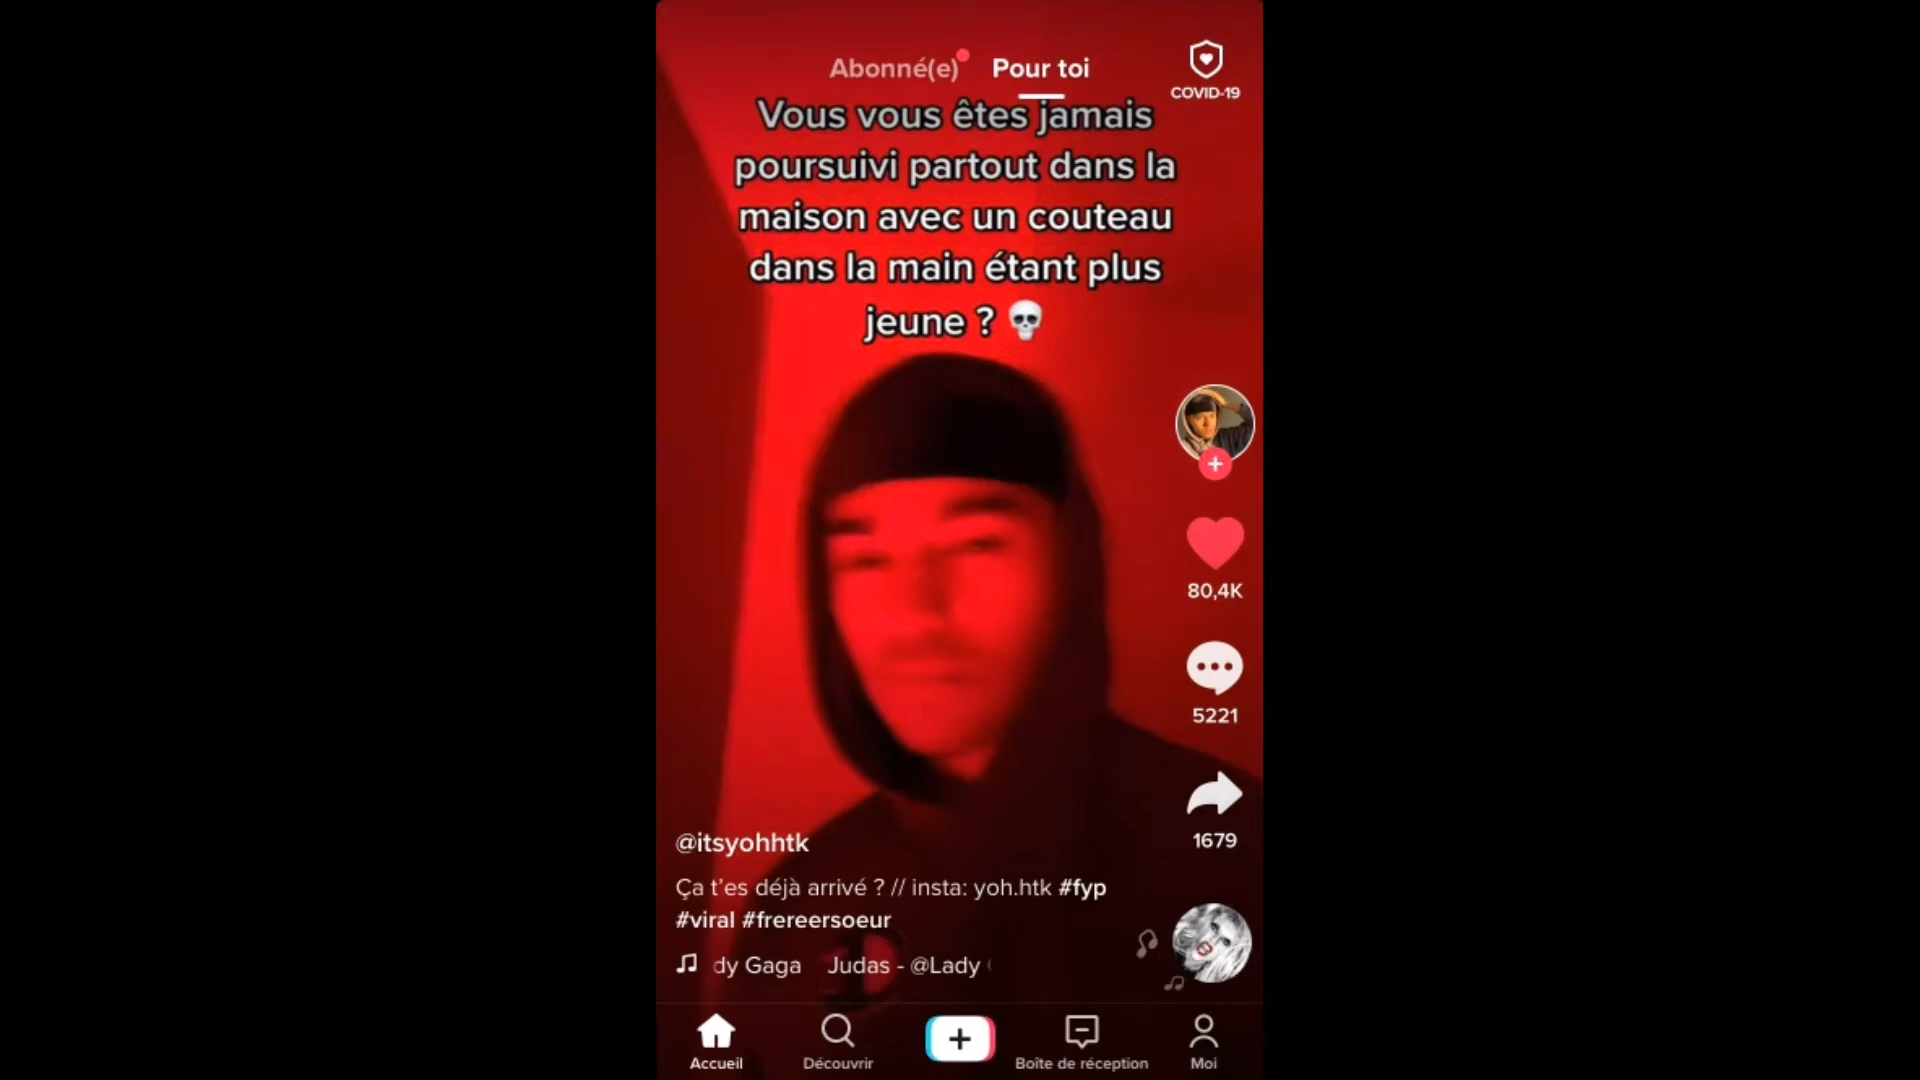 Abonné(e) Pour toi
COVID-19
Vous vous êtes jamais
poursuivi partout dans la
maison avec un couteau
dans la main étant plus
jeune ? 💀
80,4K
5221
1679
@itsyohhtk
Ça t'es déjà arrivé ? // insta: yoh.htk #fyp
#viral #frereersoeur
dy Gaga Judas - @Lady
Accueil Découvrir Boîte de réception Moi